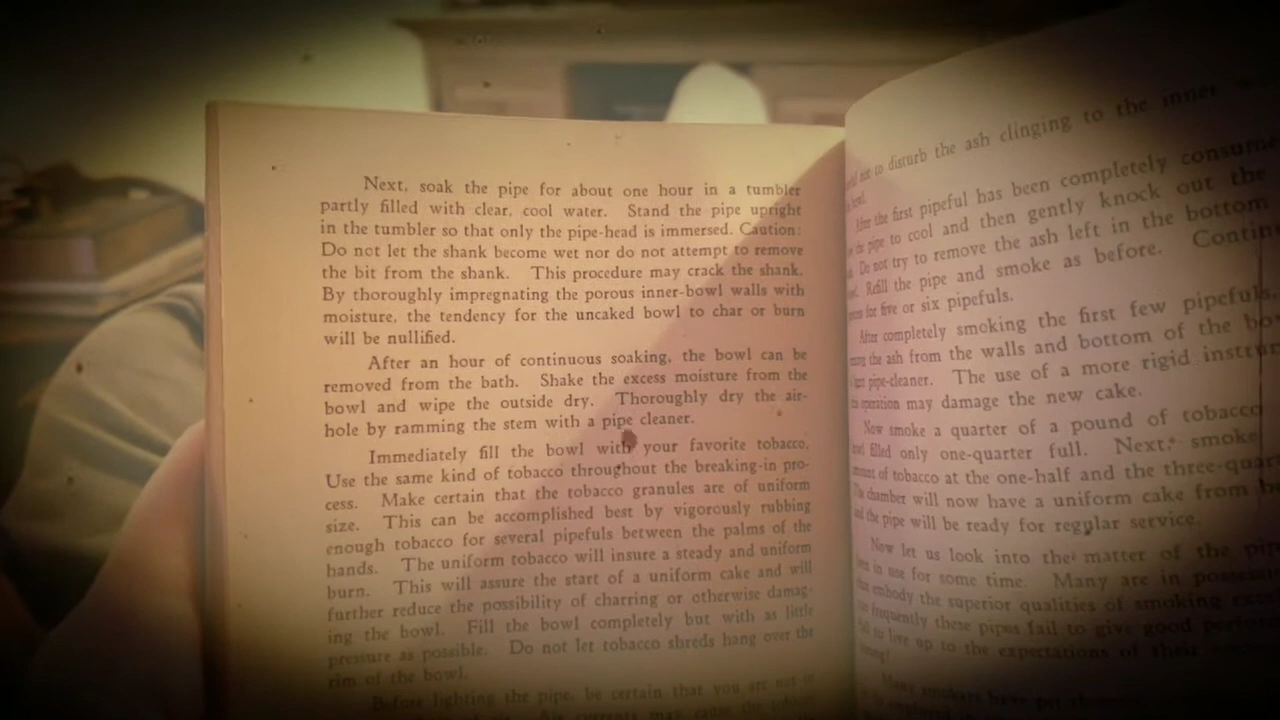 Next, soak the pipe for about one hour in a tumbler
partly filled with clear, cool water. Stand the pipe upright
in the tumbler so that only the pipe-head is immersed. Caution:
Do not let the shank become wet nor do not attempt to remove
the bit from the shank. This procedure may crack the shank.
By thoroughly impregnating the porous inner-bowl walls with
moisture, the tendency for the uncaked bowl to char or burn
will be nullified.
After an hour of continuous soaking, the bowl can be
removed from the bath. Shake the excess moisture from the
bowl and wipe the outside dry. Thoroughly dry the air-
hole by ramming the stem with a pipe cleaner.
Immediately fill the bowl with your favorite tobacco.
Use the same kind of tobacco throughout the breaking-in pro-
cess. Make certain that the tobacco granules are of uniform
size. This can be accomplished best by vigorously rubbing
enough tobacco for several pipefuls between the palms of the
hands. The uniform tobacco will insure a steady and uniform
burn. This will assure the start of a uniform cake and will
further reduce the possibility of charring or otherwise damag-
ing the bowl. Fill the bowl completely but with as little
pressure as possible. Do not let tobacco shreds hang over the
rim of the bowl.
Before lighting the pipe, be certain that you are not in
not to disturb the ash clinging to the inner
After the first pipeful has been completely consume
the pipe to cool and then gently knock out the
Do not try to remove the ash left in the bottom
Refill the pipe and smoke as before. Contin
for five or six pipefuls.
After completely smoking the first few pipefuls,
the ash from the walls and bottom of the bo
pipe-cleaner. The use of a more rigid instru
operation may damage the new cake.
Now smoke a quarter of a pound of tobacco
filled only one-quarter full. Next, smoke
of tobacco at the one-half and the three-quar
chamber will now have a uniform cake from
and the pipe will be ready for regular service.
Now let us look into the matter of the pip
in use for some time. Many are in possess
embody the superior qualities of smoking
frequently these pipes fail to give good perfor
to live up to the expectations of their
Many smokers have